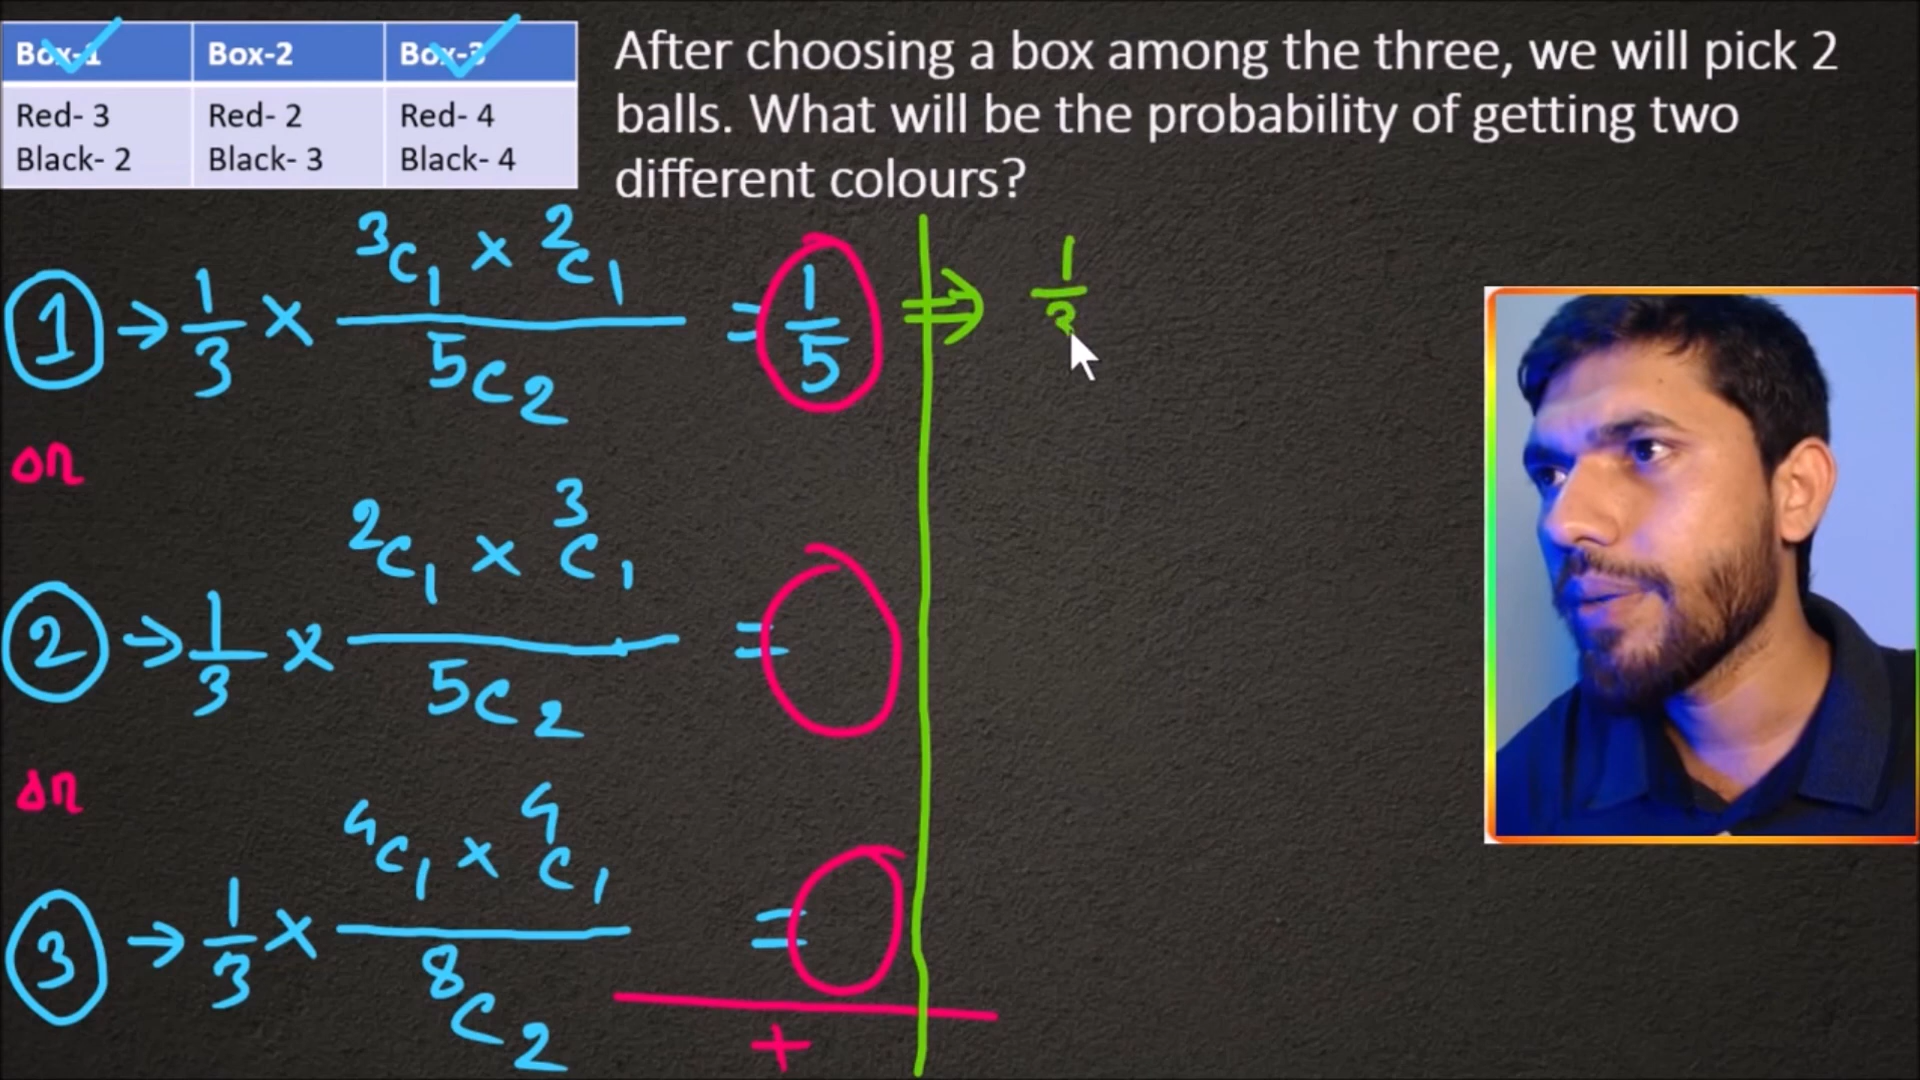 Box-1 Box-2 Box-3
Red- 3 Red- 2 Red- 4
Black- 2 Black- 3 Black- 4
After choosing a box among the three, we will pick 2
balls. What will be the probability of getting two
different colours?
① → 1/3 × (³C₁ × ²C₁)/(5C₂) = 1/5 ⇒ 1/3
or
② → 1/3 × (²C₁ × ³C₁)/(5C₂) =
or
③ → 1/3 × (⁴C₁ × ⁴C₁)/(⁸C₂) =
+